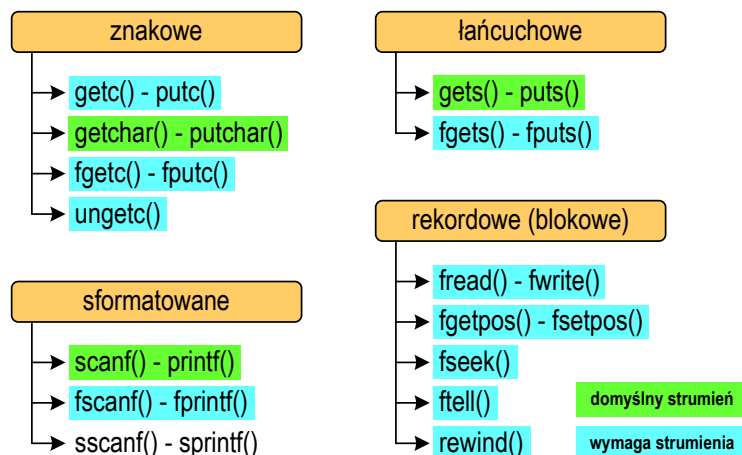 znakowe
getc() - putc()
getchar() - putchar()
fgetc() - fputc()
ungetc()
sformatowane
scanf() - printf()
fscanf() - fprintf()
sscanf() - sprintf()
łańcuchowe
gets() - puts()
fgets() - fputs()
rekordowe (blokowe)
fread() - fwrite()
fgetpos() - fsetpos()
fseek()
ftell()
rewind()
domyślny strumień
wymaga strumienia